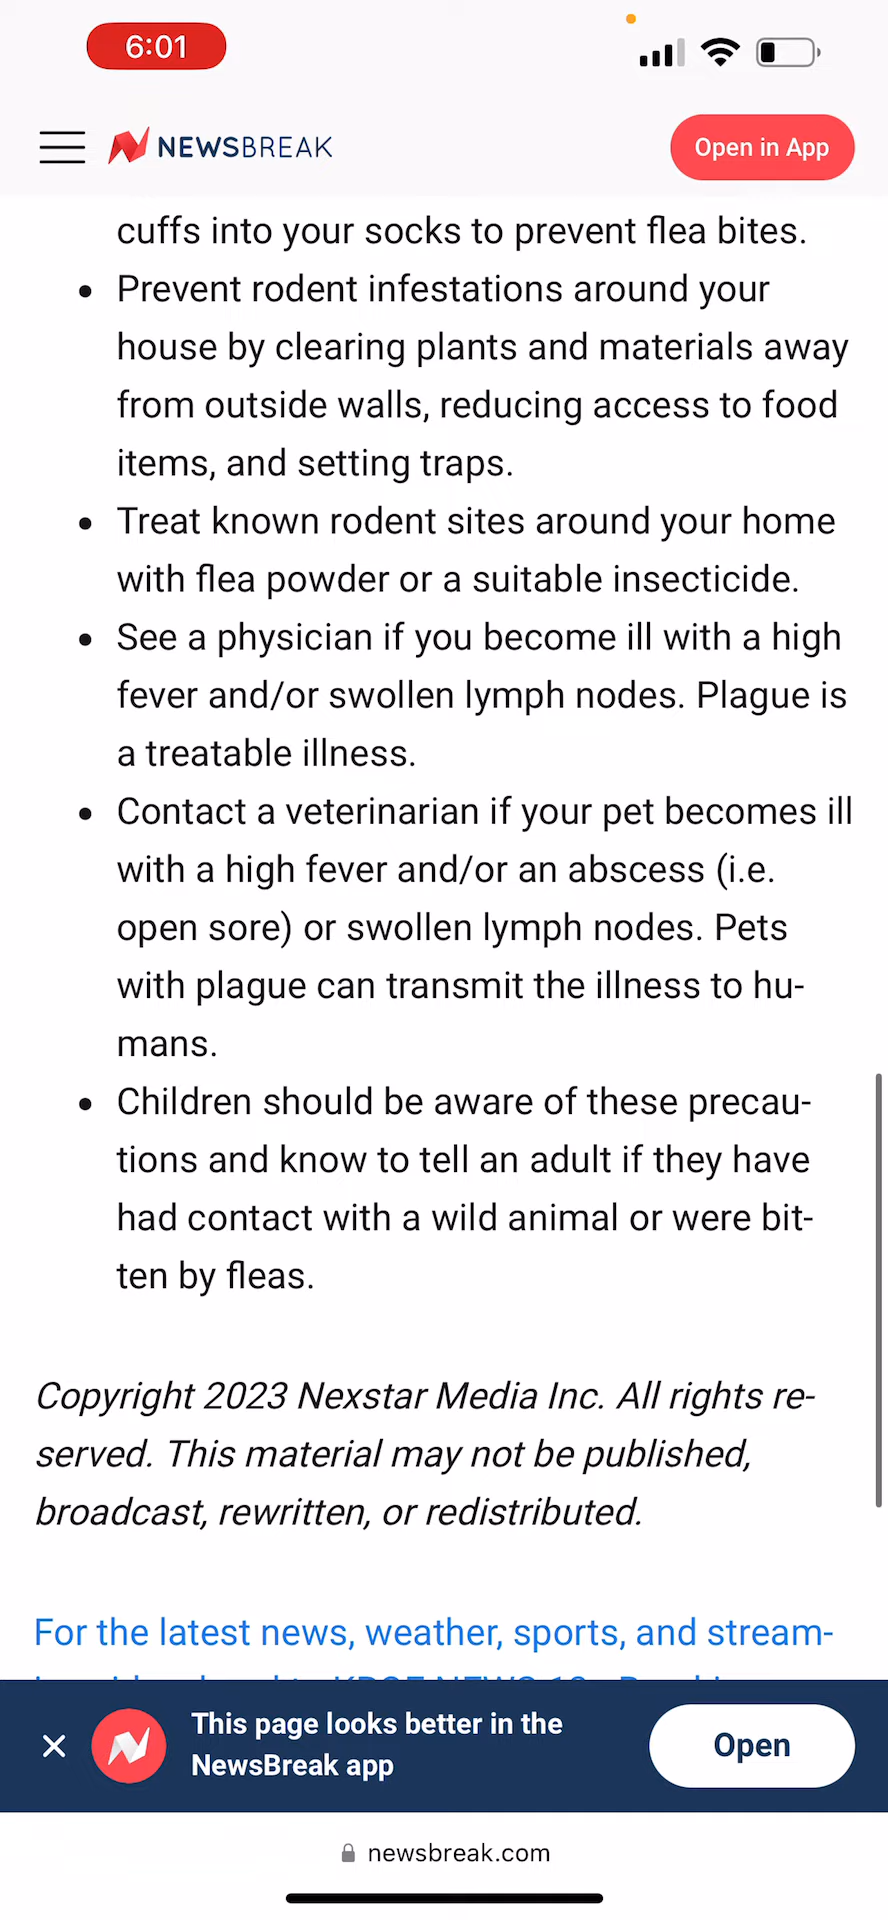 6:01
NEWSBREAK
Open in App
cuffs into your socks to prevent flea bites.
• Prevent rodent infestations around your
house by clearing plants and materials away
from outside walls, reducing access to food
items, and setting traps.
• Treat known rodent sites around your home
with flea powder or a suitable insecticide.
• See a physician if you become ill with a high
fever and/or swollen lymph nodes. Plague is
a treatable illness.
• Contact a veterinarian if your pet becomes ill
with a high fever and/or an abscess (i.e.
open sore) or swollen lymph nodes. Pets
with plague can transmit the illness to hu-
mans.
• Children should be aware of these precau-
tions and know to tell an adult if they have
had contact with a wild animal or were bit-
ten by fleas.
Copyright 2023 Nexstar Media Inc. All rights re-
served. This material may not be published,
broadcast, rewritten, or redistributed.
For the latest news, weather, sports, and stream-
This page looks better in the
NewsBreak app
Open
newsbreak.com